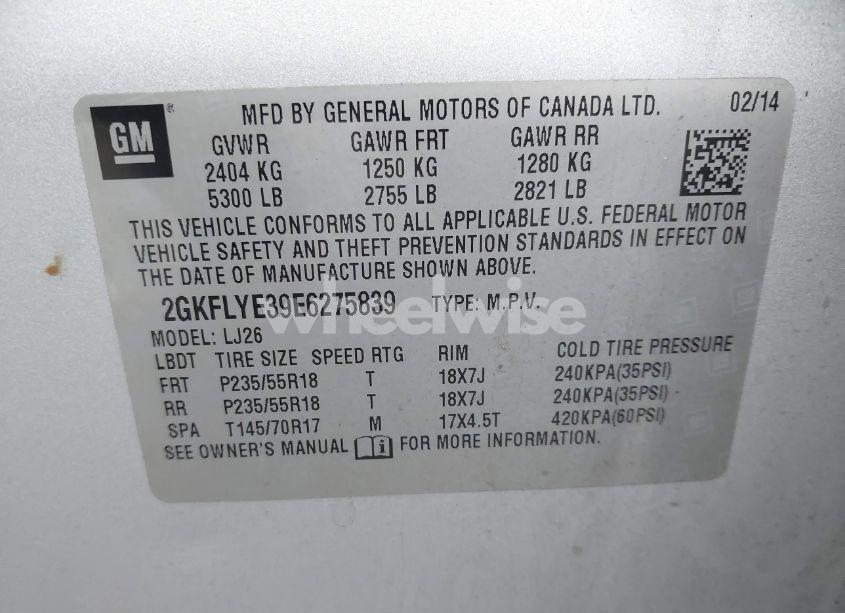 GM
®
MFD BY GENERAL MOTORS OF CANADA LTD. 02/14
GVWR GAWR FRT GAWR RR
2404 KG 1250 KG 1280 KG
5300 LB 2755 LB 2821 LB
THIS VEHICLE CONFORMS TO ALL APPLICABLE U.S. FEDERAL MOTOR
VEHICLE SAFETY AND THEFT PREVENTION STANDARDS IN EFFECT ON
THE DATE OF MANUFACTURE SHOWN ABOVE.
2GKFLYE39E6275839 TYPE: M.P.V.
wheelwise
MODEL: LJ26
LBDT TIRE SIZE SPEED RTG RIM COLD TIRE PRESSURE
FRT P235/55R18 T 18X7J 240KPA(35PSI)
RR P235/55R18 T 18X7J 240KPA(35PSI)
SPA T145/70R17 M 17X4.5T 420KPA(60PSI)
SEE OWNER'S MANUAL i FOR MORE INFORMATION.